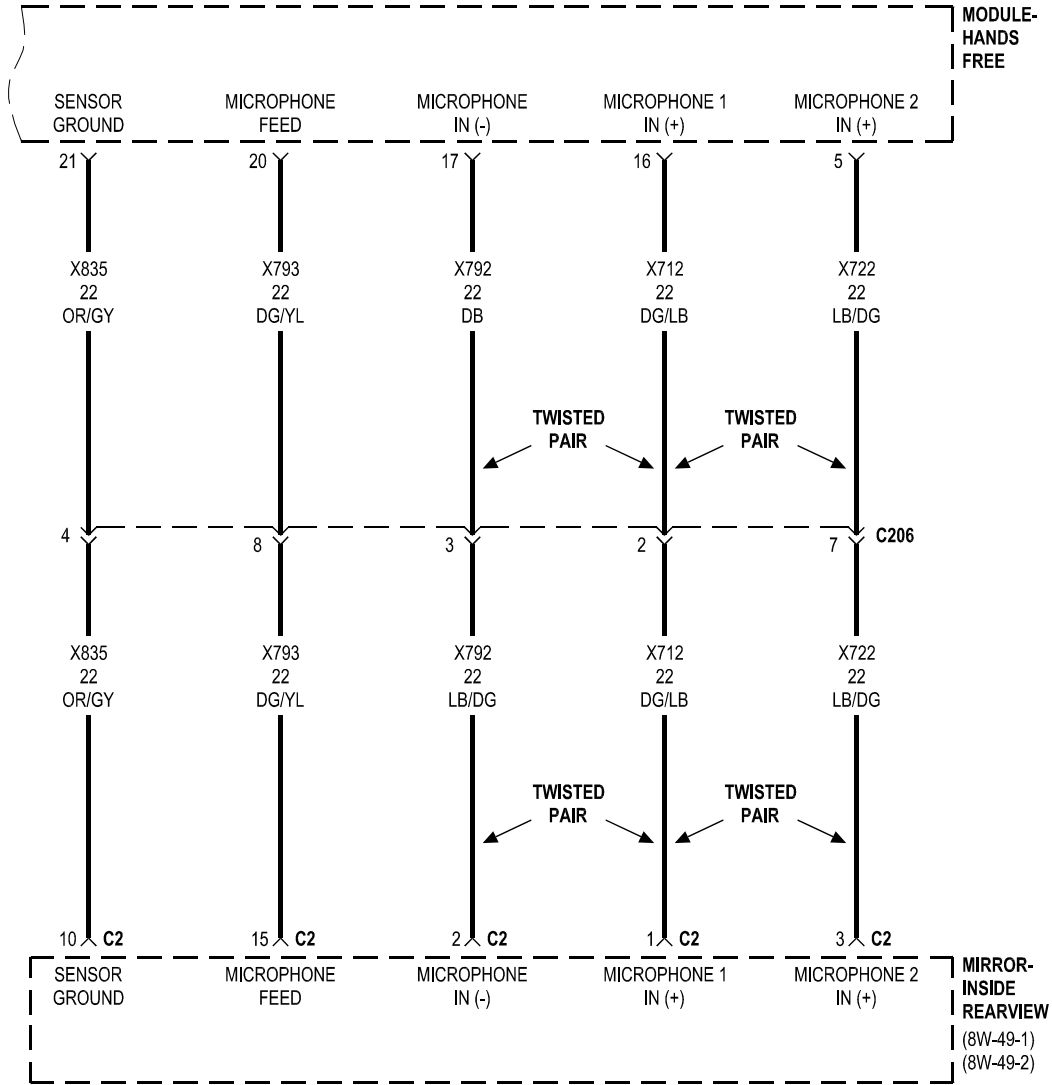 MODULE-
HANDS
FREE
SENSOR GROUND
MICROPHONE FEED
MICROPHONE IN (-)
MICROPHONE 1 IN (+)
MICROPHONE 2 IN (+)
21 20 17 16 5
X835 X793 X792 X712 X722
22 22 22 22 22
OR/GY DG/YL DB DG/LB LB/DG
TWISTED PAIR
TWISTED PAIR
4 8 3 2 7 C206
X835 X793 X792 X712 X722
22 22 22 22 22
OR/GY DG/YL LB/DG DG/LB LB/DG
TWISTED PAIR
TWISTED PAIR
10 C2 15 C2 2 C2 1 C2 3 C2
SENSOR GROUND
MICROPHONE FEED
MICROPHONE IN (-)
MICROPHONE 1 IN (+)
MICROPHONE 2 IN (+)
MIRROR-
INSIDE
REARVIEW
(8W-49-1)
(8W-49-2)